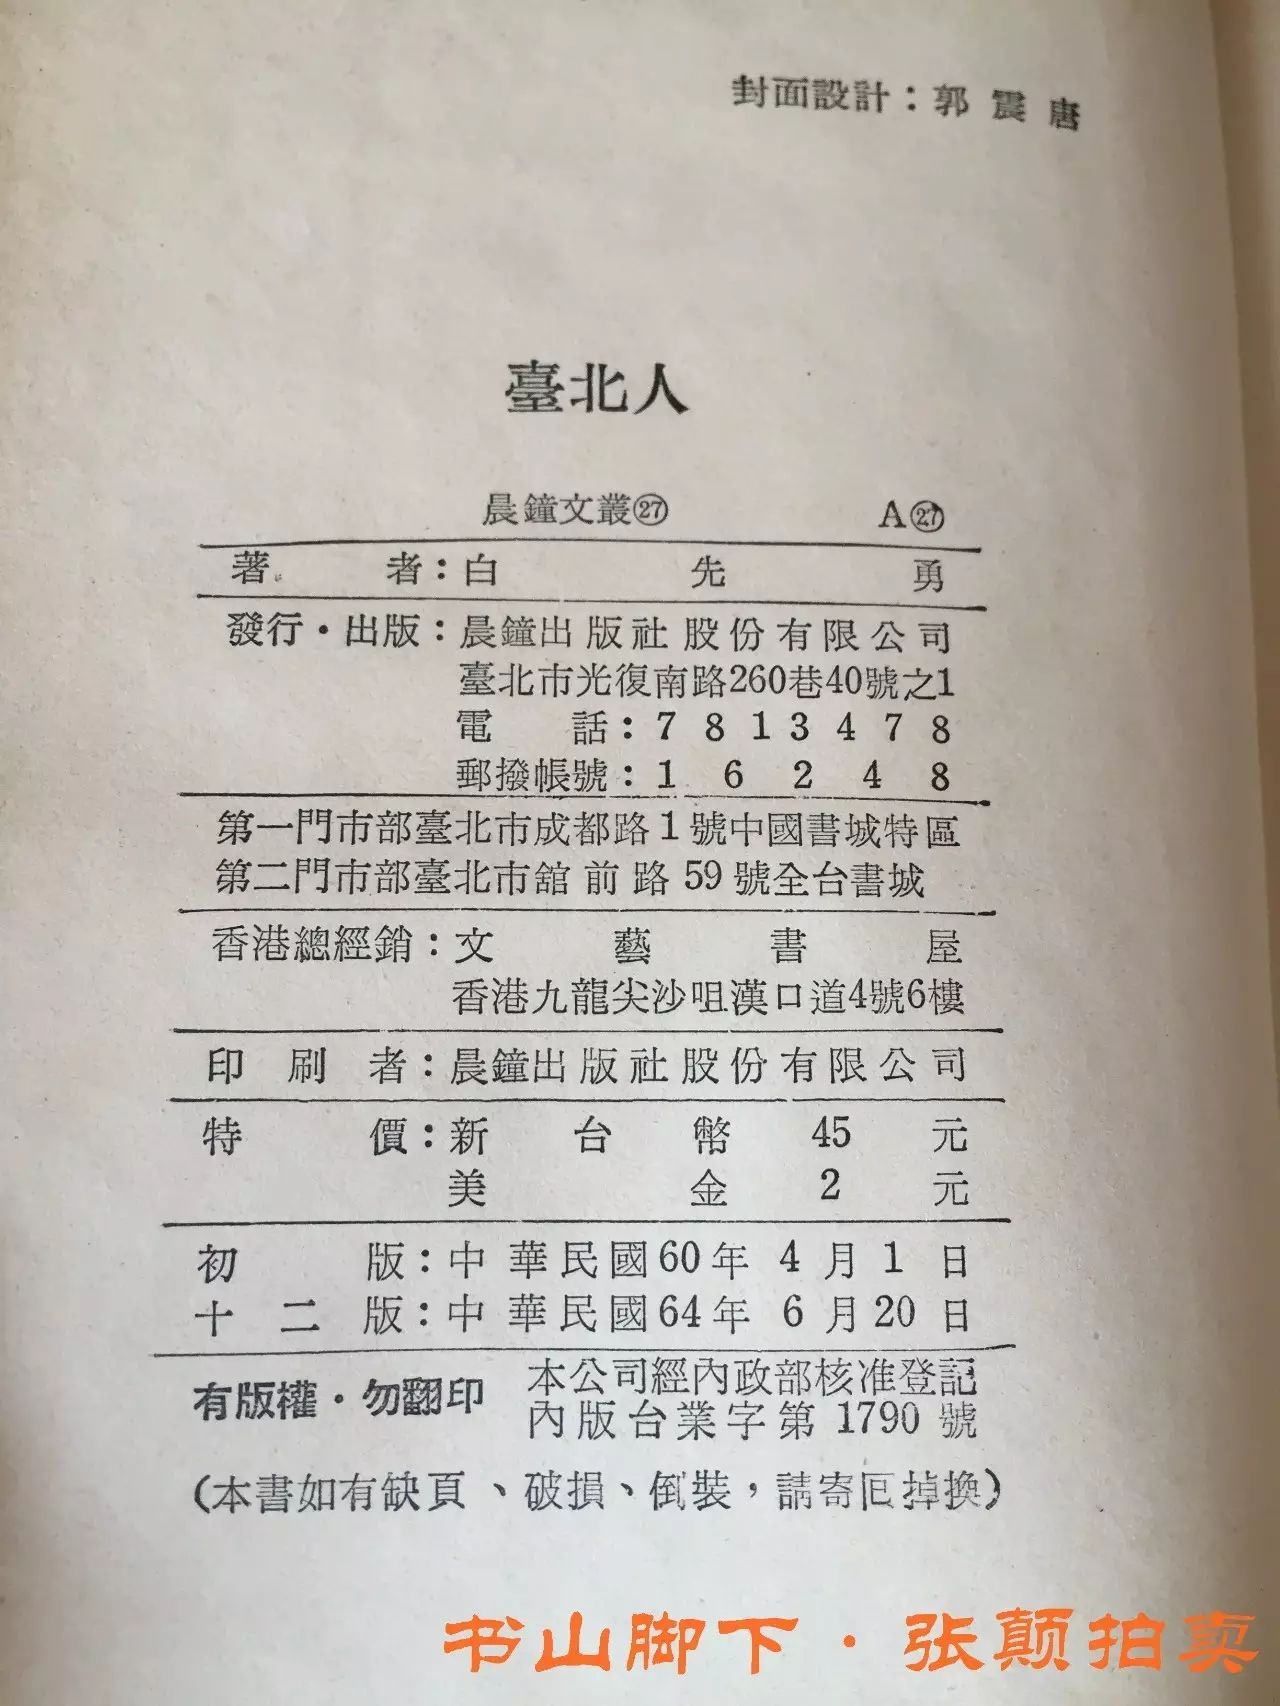 封面設計：郭震唐
臺北人
晨鐘文叢㉗ A㉗
著者：白先勇
發行・出版：晨鐘出版社股份有限公司
臺北市光復南路260巷40號之1
電話：7813478
郵撥帳號：16248
第一門市部臺北市成都路1號中國書城特區
第二門市部臺北市舘前路59號全台書城
香港總經銷：文藝書屋
香港九龍尖沙咀漢口道4號6樓
印刷者：晨鐘出版社股份有限公司
特價：新台幣45元
美金2元
初版：中華民國60年4月1日
十二版：中華民國64年6月20日
有版權・勿翻印
本公司經內政部核准登記
內版台業字第1790號
（本書如有缺頁、破損、倒裝，請寄回掉換）
书山脚下・张颠拍卖